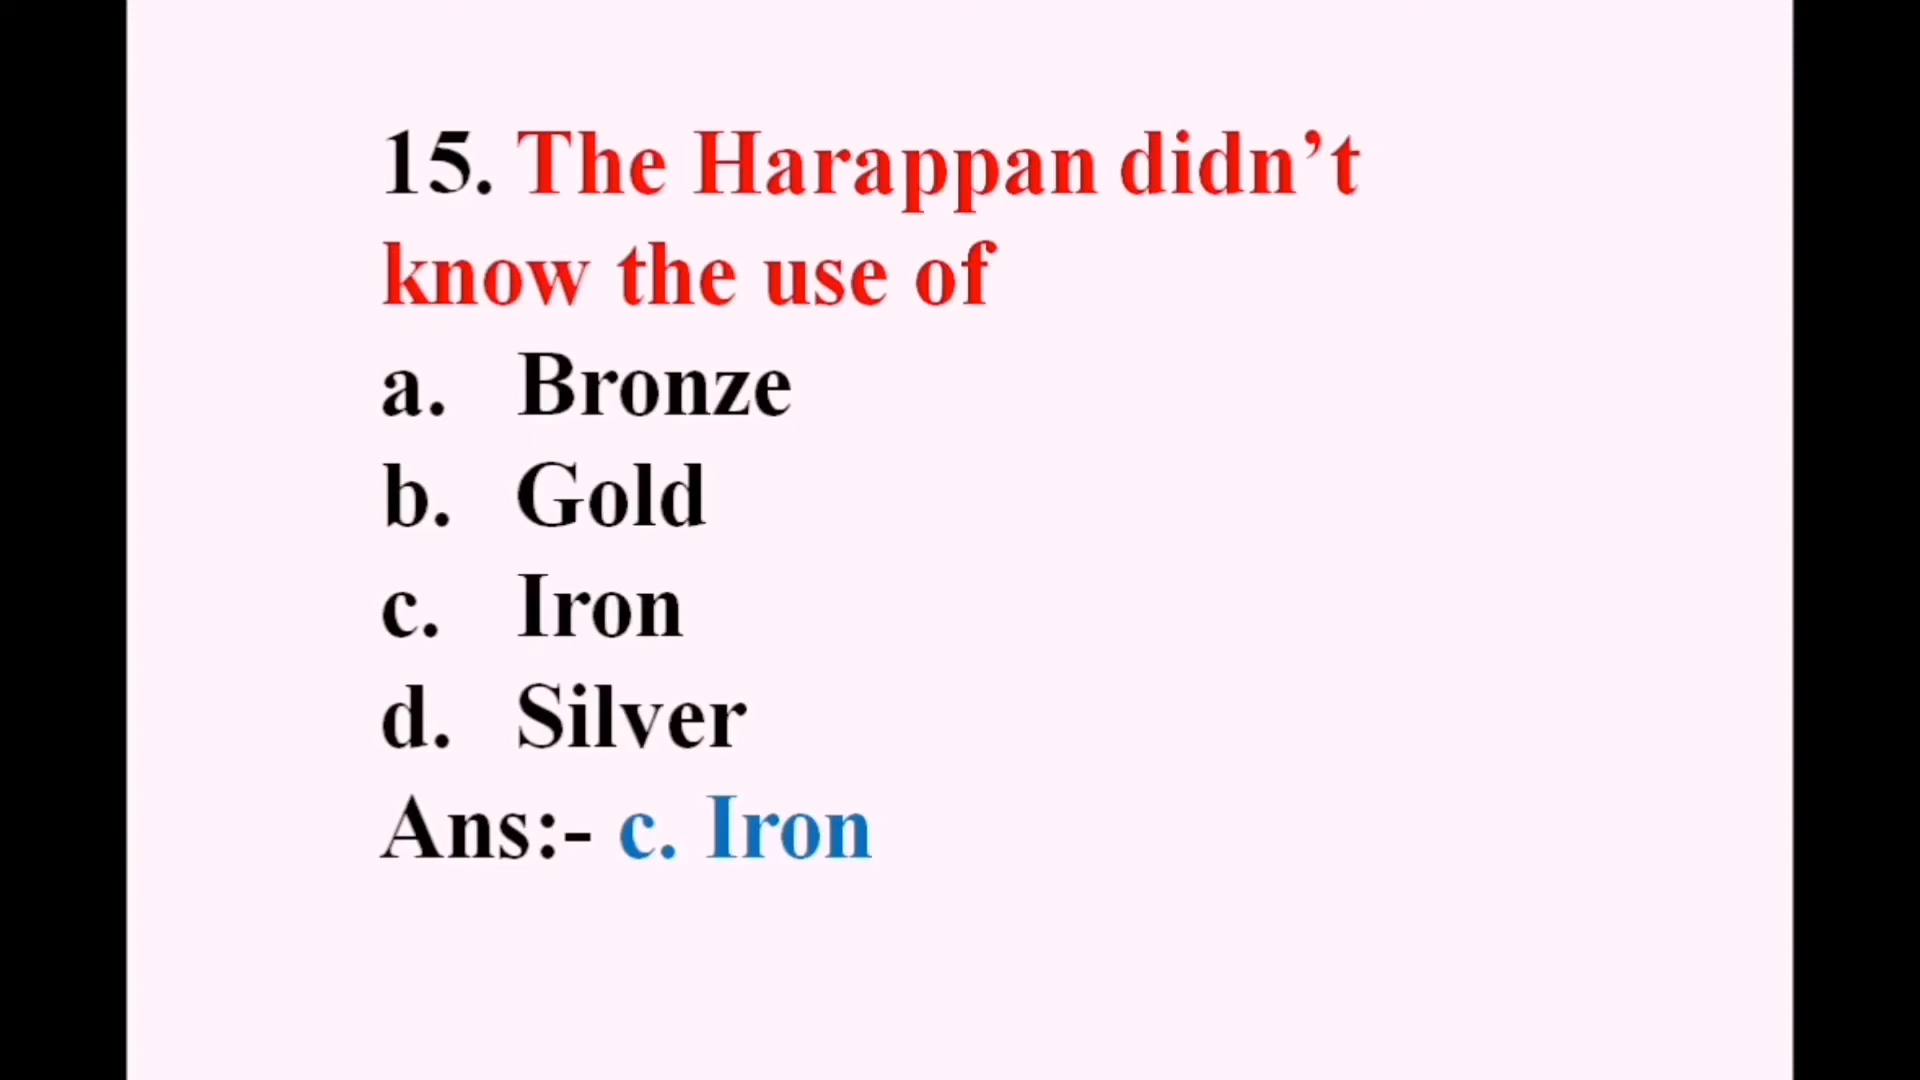 15. The Harappan didn’t
know the use of
a. Bronze
b. Gold
c. Iron
d. Silver
Ans:- c. Iron